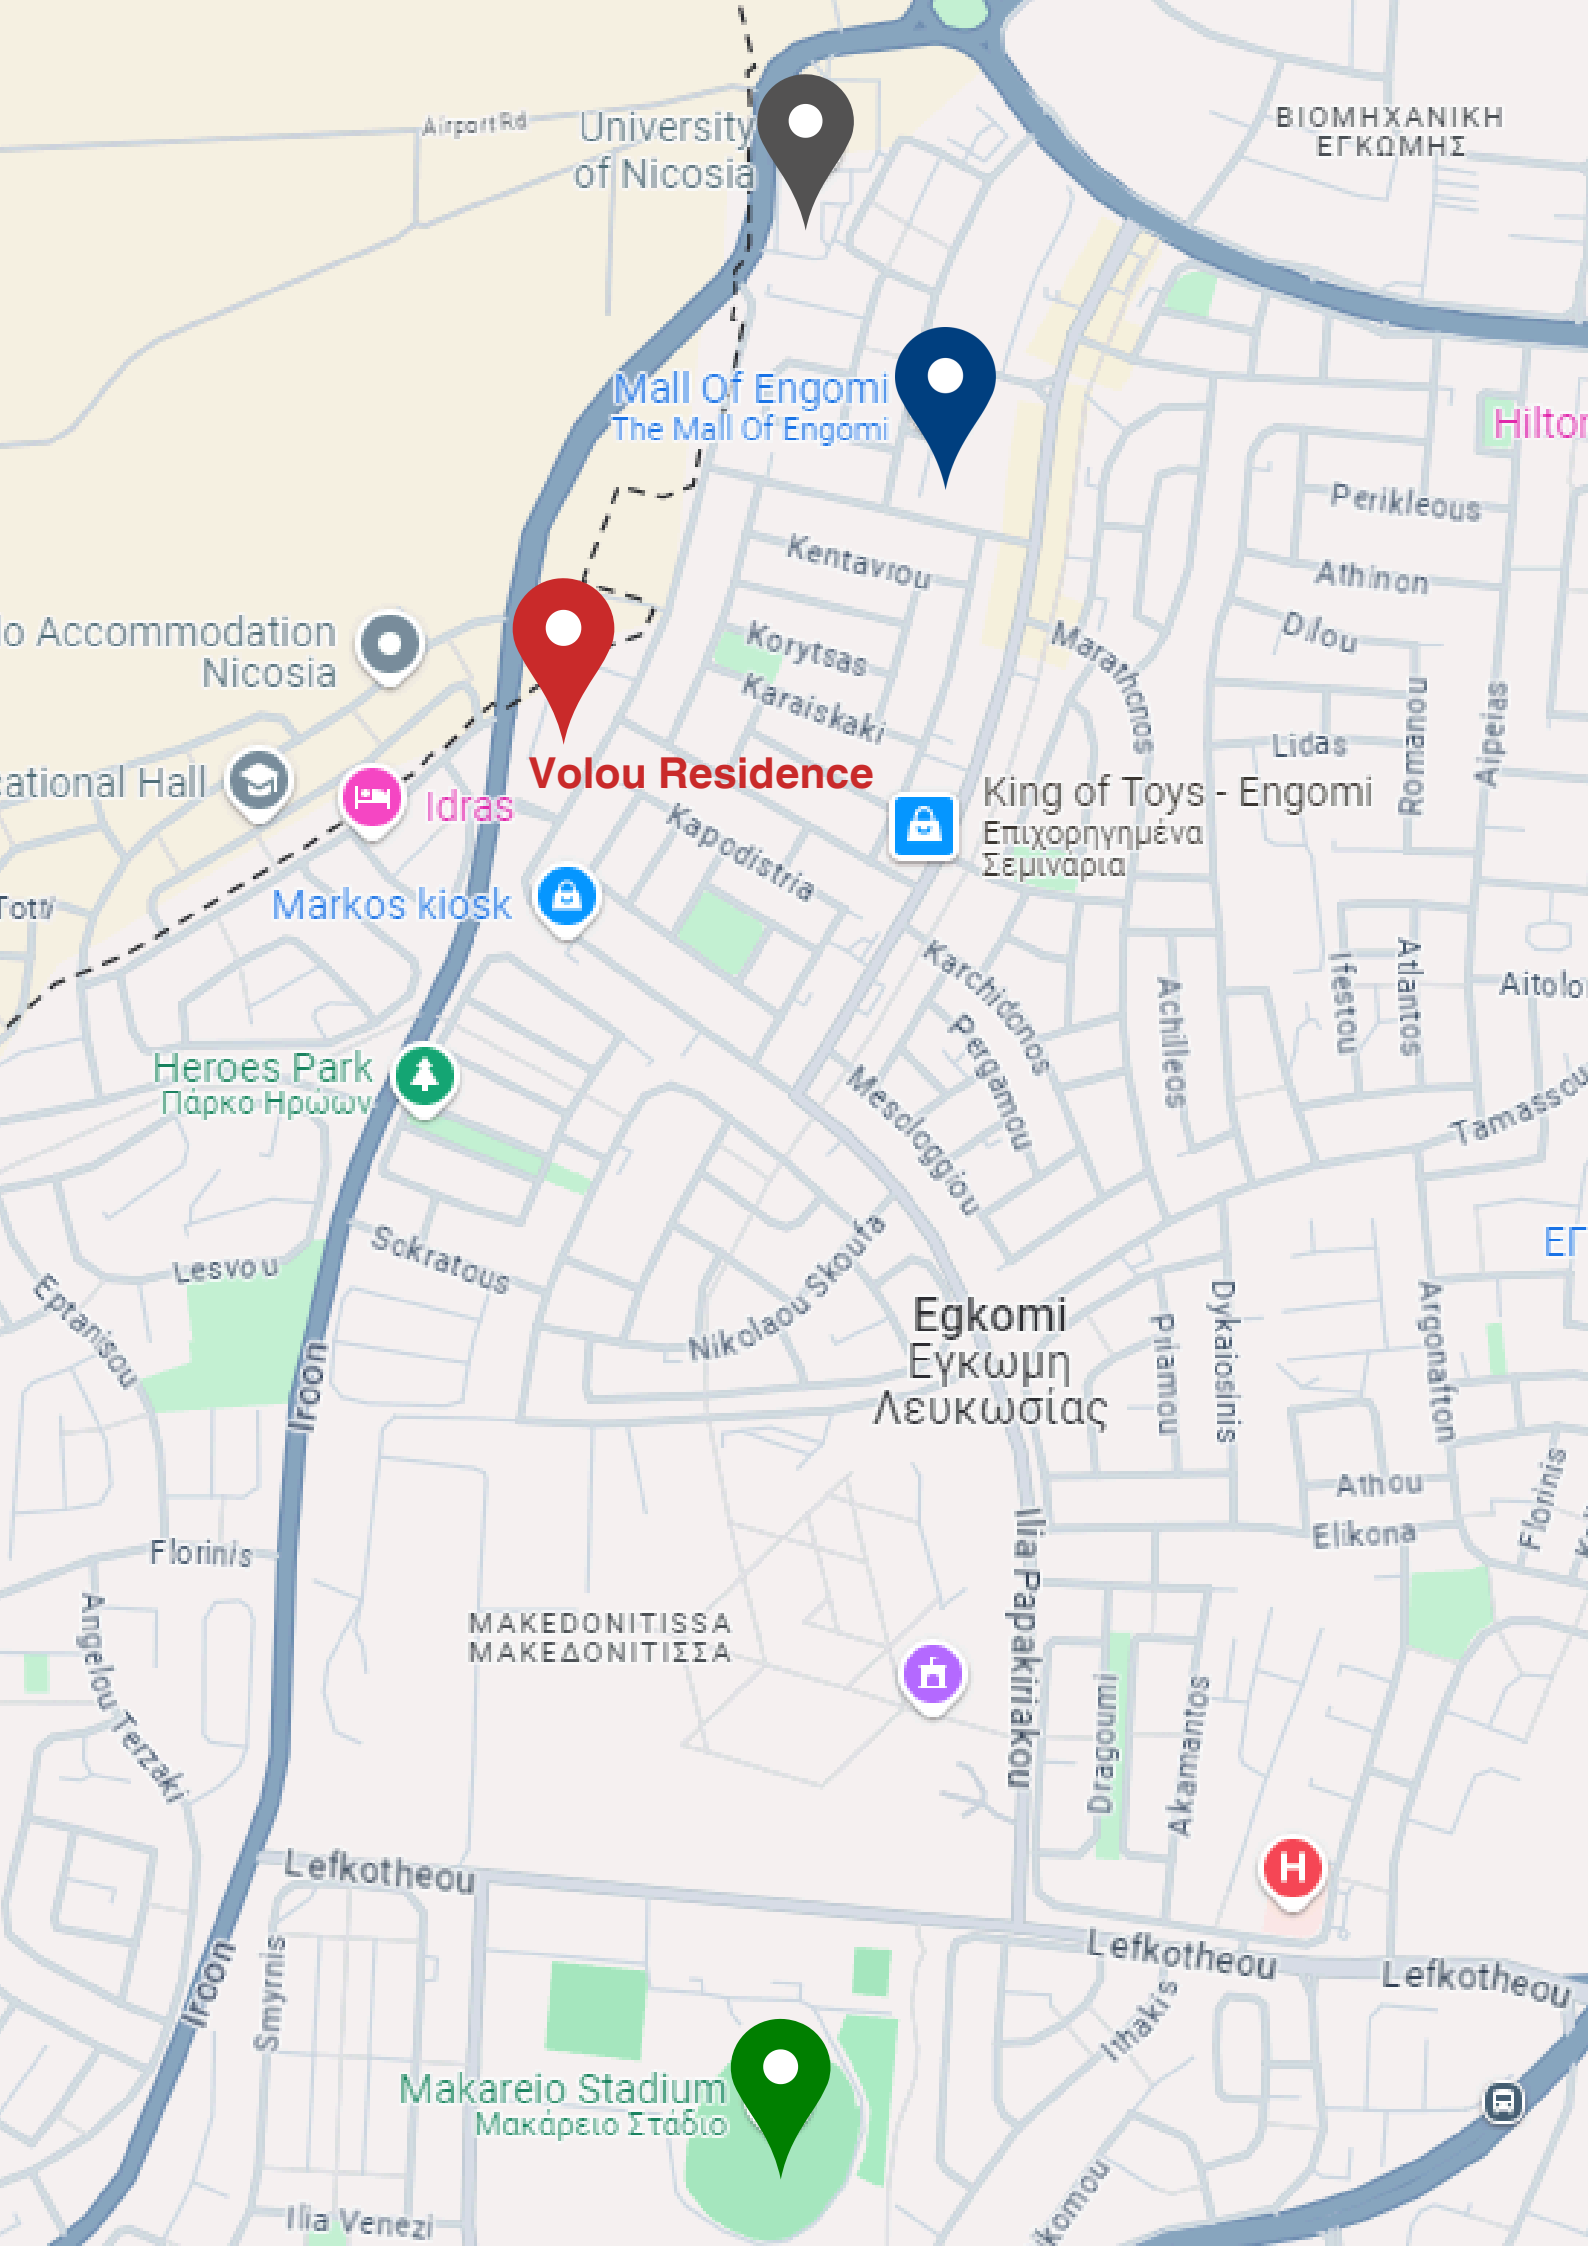 Airport Rd
University
of Nicosia
ΒΙΟΜΗΧΑΝΙΚΗ
ΕΓΚΩΜΗΣ
Mall Of Engomi
The Mall Of Engomi
Hilton
Perikleous
Kentavrou
Athinon
Dilou
lo Accommodation
Nicosia
Korytsas
Karaiskaki
Marathonos
Romanou
Aipeias
Lidas
Volou Residence
cational Hall
Idras
King of Toys - Engomi
Επιχορηγημένα
Σεμινάρια
Kapodistria
Markos kiosk
Karchidonos
Pergamou
Achilleos
Ifestou
Atlantos
Aitolo
Heroes Park
Πάρκο Ηρώων
Mesologgiou
Tamassou
Sokratous
Lesvou
Eptanisou
Nikolaou Skoufa
Egkomi
Εγκωμη
Λευκωσίας
Priamou
Dykaiosinis
Argonafton
ΕΓ
Iroon
Athou
Elikona
Florinis
Florinis
Ilia Papakiriakou
MAKEDONITISSA
ΜΑΚΕΔΟΝΙΤΙΣΣΑ
Angelou Terzaki
Dragoumi
Akamantos
H
Lefkotheou
Lefkotheou
Lefkotheou
Iroon
Smyrnis
Ithakis
Makareio Stadium
Μακάρειο Στάδιο
Ilia Venezi
ikomou